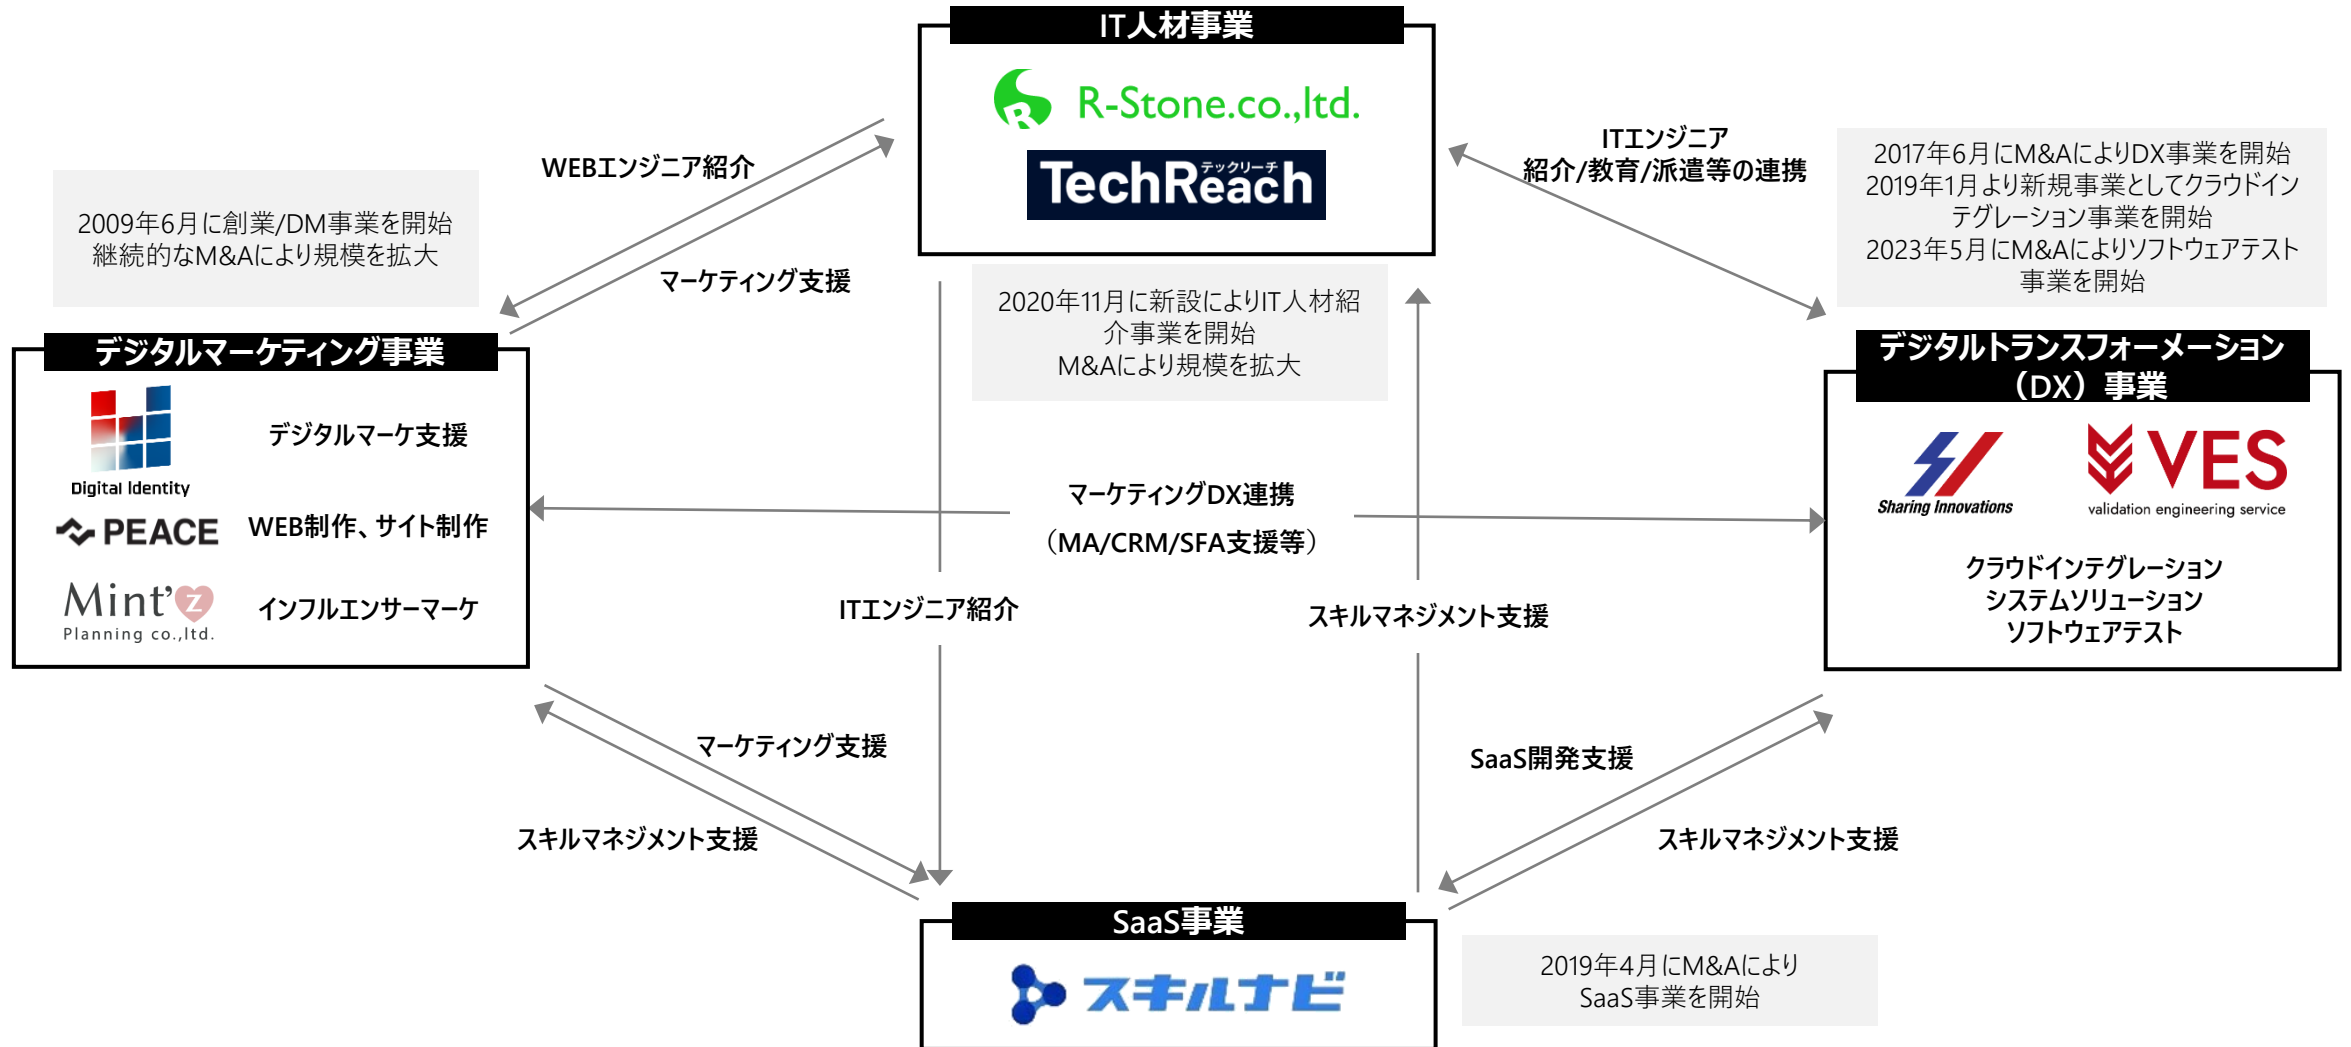 IT人材事業
R-Stone.co.,ltd.
テックリーチ
TechReach
WEBエンジニア紹介
マーケティング支援
ITエンジニア
紹介/教育/派遣等の連携
2009年6月に創業/DM事業を開始
継続的なM&Aにより規模を拡大
2017年6月にM&AによりDX事業を開始
2019年1月より新規事業としてクラウドイン
テグレーション事業を開始
2023年5月にM&Aによりソフトウェアテスト
事業を開始
2020年11月に新設によりIT人材紹
介事業を開始
M&Aにより規模を拡大
デジタルマーケティング事業
Digital Identity
デジタルマーケ支援
PEACE
WEB制作、サイト制作
Mint'z
Planning co.,ltd.
インフルエンサーマーケ
デジタルトランスフォーメーション
（DX）事業
Sharing Innovations
VES
validation engineering service
クラウドインテグレーション
システムソリューション
ソフトウェアテスト
マーケティングDX連携
（MA/CRM/SFA支援等）
ITエンジニア紹介
スキルマネジメント支援
マーケティング支援
スキルマネジメント支援
SaaS開発支援
スキルマネジメント支援
SaaS事業
スキルナビ
2019年4月にM&Aにより
SaaS事業を開始